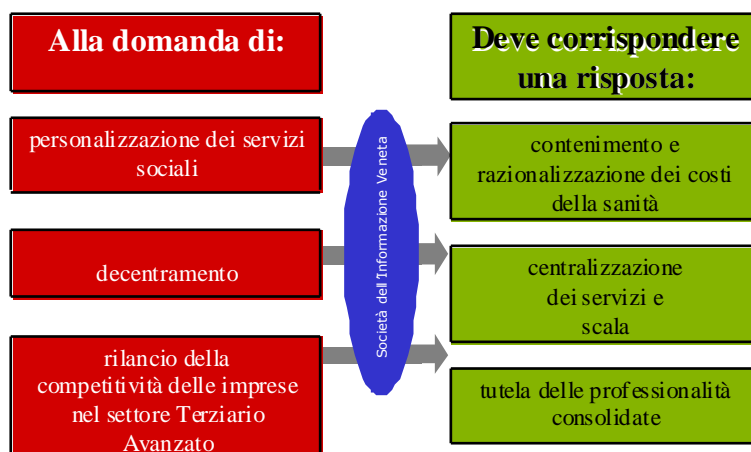 Alla domanda di:
Deve corrispondere
una risposta:
personalizzazione dei servizi
sociali
contenimento e
razionalizzazione dei costi
della sanità
Società dell'Informazione Veneta
decentramento
centralizzazione
dei servizi e
scala
rilancio della
competitività delle imprese
nel settore Terziario
Avanzato
tutela delle professionalità
consolidate